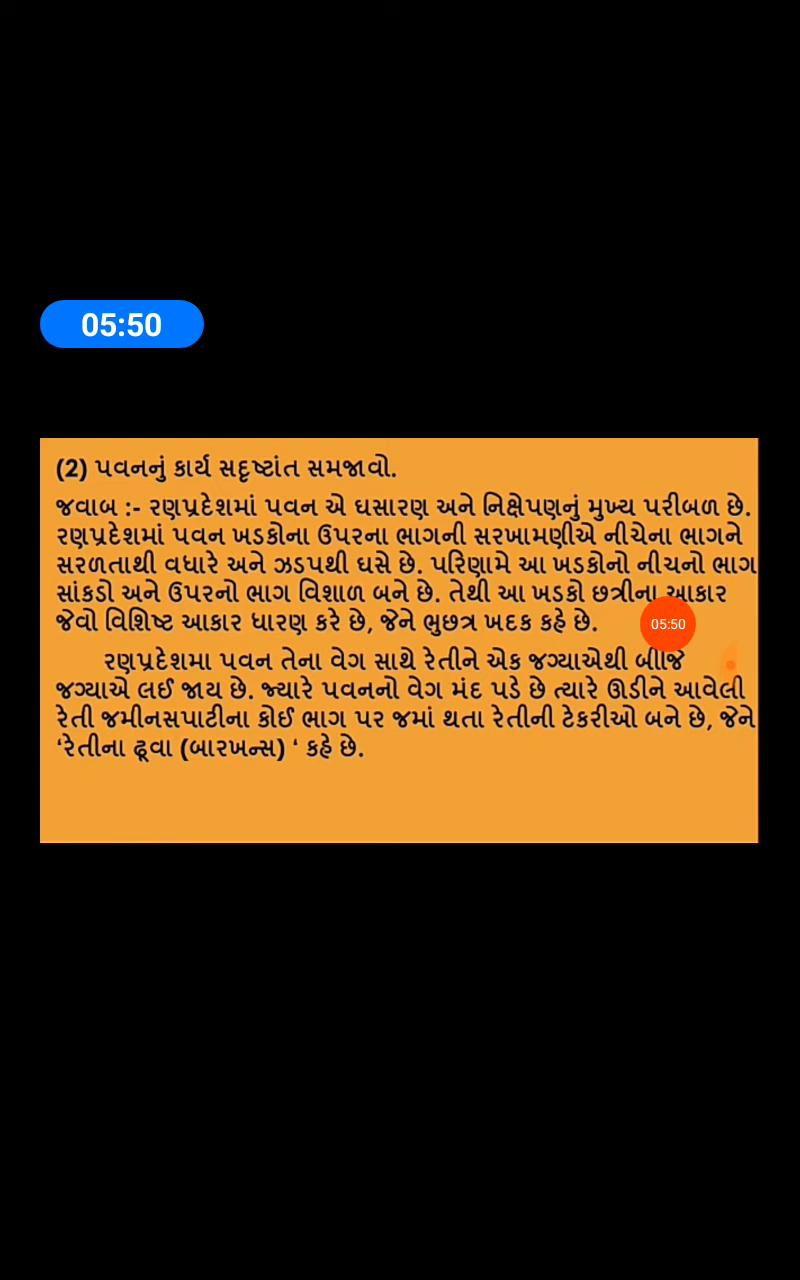 05:50
(2) પવનનું કાર્ય સદૃષ્ટાંત સમજાવો.
જવાબ :- રણપ્રદેશમાં પવન એ ઘસારણ અને નિક્ષેપણનું મુખ્ય પરીબળ છે.
રણપ્રદેશમાં પવન ખડકોના ઉપરના ભાગની સરખામણીએ નીચેના ભાગને
સરળતાથી વધારે અને ઝડપથી ઘસે છે. પરિણામે આ ખડકોનો નીચનો ભાગ
સાંકડો અને ઉપરનો ભાગ વિશાળ બને છે. તેથી આ ખડકો છત્રીના આકાર
જેવો વિશિષ્ટ આકાર ધારણ કરે છે, જેને ભુછત્ર ખદક કહે છે.
05:50
રણપ્રદેશમા પવન તેના વેગ સાથે રેતીને એક જગ્યાએથી બીાજે
જગ્યાએ લઈ જાય છે. જ્યારે પવનનો વેગ મંદ પડે છે ત્યારે ઊડીને આવેલી
રેતી જમીનસપાટીના કોઈ ભાગ પર જમાં થતા રેતીની ટેકરીઓ બને છે, જેને
‘રેતીના ઢૂવા (બારખન્સ) ‘ કહે છે.